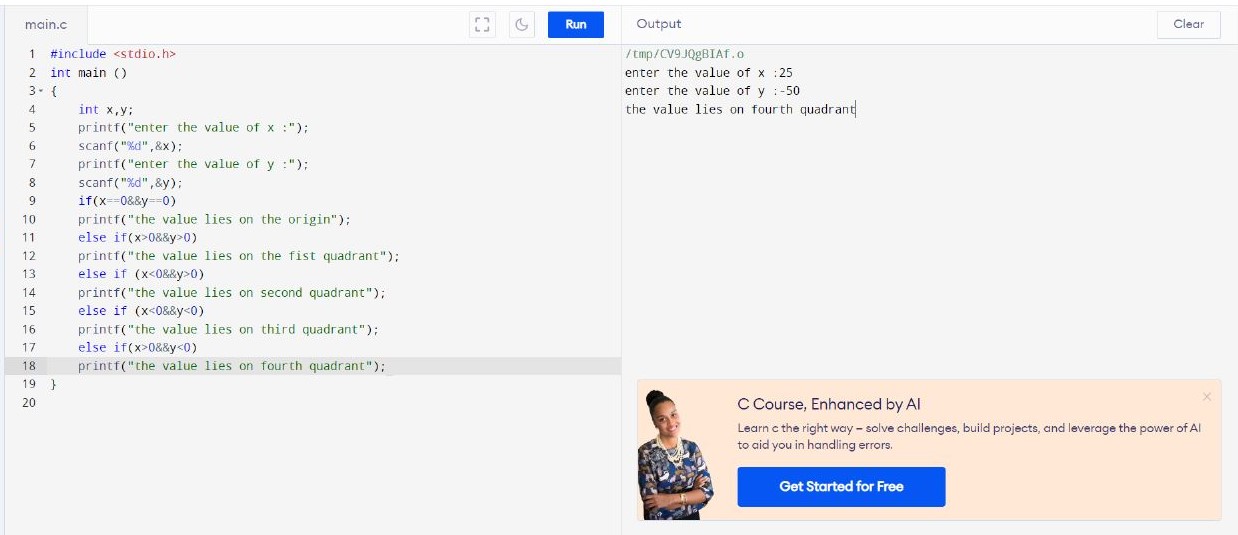 main.c
Run
Output
Clear
1 #include <stdio.h>
2 int main ()
3 {
4 int x,y;
5 printf("enter the value of x :");
6 scanf("%d",&x);
7 printf("enter the value of y :");
8 scanf("%d",&y);
9 if(x==0&&y==0)
10 printf("the value lies on the origin");
11 else if(x>0&&y>0)
12 printf("the value lies on the fist quadrant");
13 else if (x<0&&y>0)
14 printf("the value lies on second quadrant");
15 else if (x<0&&y<0)
16 printf("the value lies on third quadrant");
17 else if(x>0&&y<0)
18 printf("the value lies on fourth quadrant");
19 }
20
/tmp/CV9JQgBIAf.o
enter the value of x :25
enter the value of y :-50
the value lies on fourth quadrant
C Course, Enhanced by AI
Learn c the right way – solve challenges, build projects, and leverage the power of AI
to aid you in handling errors.
Get Started for Free